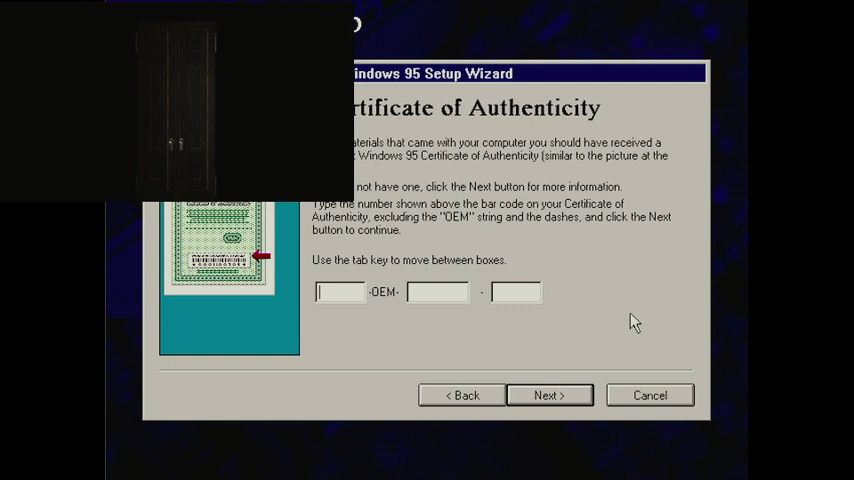 indows 95 Setup Wizard
rtificate of Authenticity
aterials that came with your computer you should have received a
Windows 95 Certificate of Authenticity (similar to the picture at the
not have one, click the Next button for more information.
Type the number shown above the bar code on your Certificate of
Authenticity, excluding the "OEM" string and the dashes, and click the Next
button to continue.
Use the tab key to move between boxes.
-OEM- -
< Back Next > Cancel